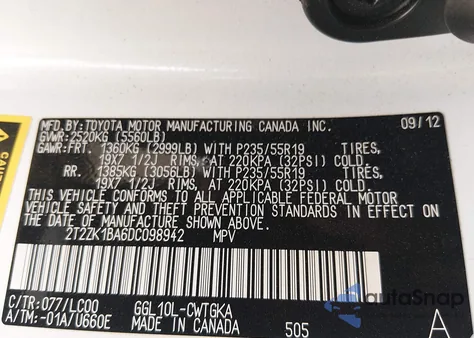 MFD. BY: TOYOTA MOTOR MANUFACTURING CANADA INC. 09/12
GVWR: 2520KG (5560LB)
GAWR: FRT. 1360KG (2999LB) WITH P235/55R19 TIRES,
19X7 1/2J RIMS, AT 220KPA (32PSI) COLD.
RR. 1385KG (3056LB) WITH P235/55R19 TIRES,
19X7 1/2J RIMS, AT 220KPA (32PSI) COLD.
THIS VEHICLE CONFORMS TO ALL APPLICABLE FEDERAL MOTOR
VEHICLE SAFETY AND THEFT PREVENTION STANDARDS IN EFFECT ON
THE DATE OF MANUFACTURE SHOWN ABOVE.
2T2ZK1BA6DC098942 MPV
C/TR: 077/LC00 GGL10L-CWTGKA
A/TM: -01A/U660E MADE IN CANADA 505
A
autoSnap